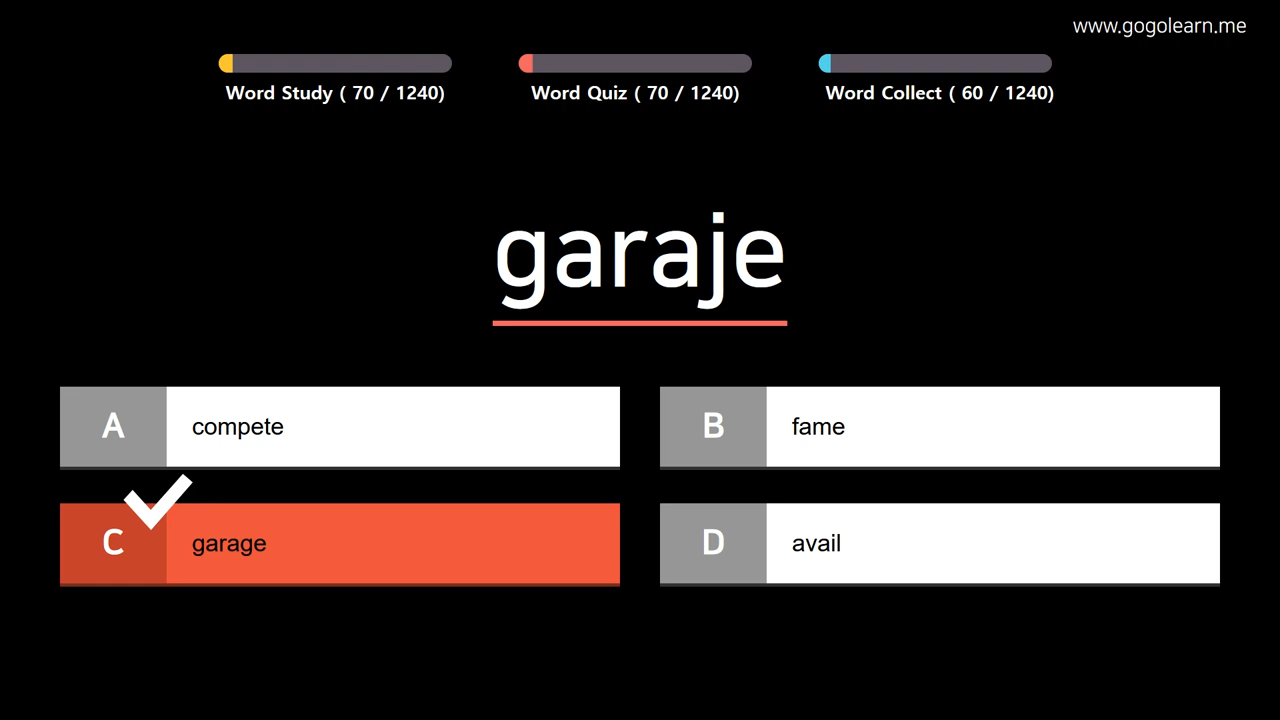 www.gogolearn.me
Word Study ( 70 / 1240)
Word Quiz ( 70 / 1240)
Word Collect ( 60 / 1240)
garaje
A compete
B fame
C garage
D avail